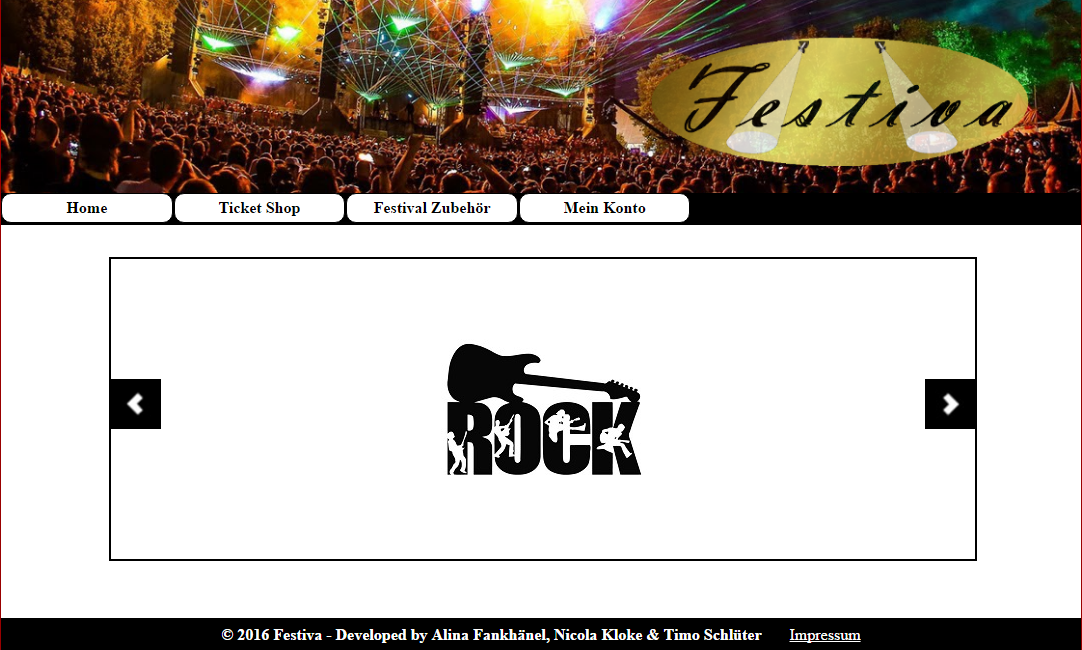 Festiva
Home
Ticket Shop
Festival Zubehör
Mein Konto
ROCK
© 2016 Festiva - Developed by Alina Fankhänel, Nicola Kloke & Timo Schlüter
Impressum